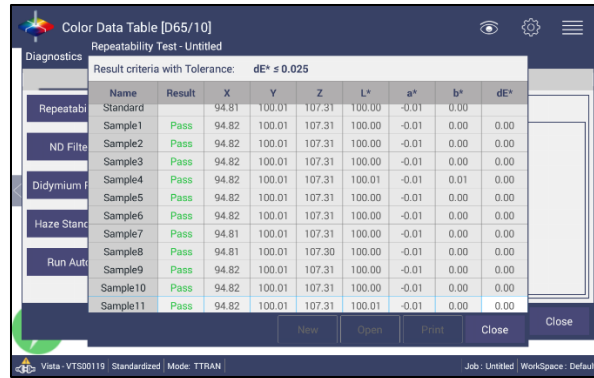 Color Data Table [D65/10]
Repeatability Test - Untitled
Diagnostics
Result criteria with Tolerance: dE* ≤ 0.025
Name Result X Y Z L* a* b* dE*
Standard 94.81 100.01 107.31 100.00 -0.01 0.00
Sample1 Pass 94.82 100.01 107.31 100.00 -0.01 0.00 0.00
Sample2 Pass 94.82 100.01 107.31 100.00 -0.01 0.00 0.00
Sample3 Pass 94.82 100.01 107.31 100.00 -0.01 0.00 0.00
Sample4 Pass 94.82 100.01 107.31 100.01 -0.01 0.01 0.00
Sample5 Pass 94.82 100.01 107.31 100.00 -0.01 0.00 0.00
Sample6 Pass 94.82 100.01 107.31 100.00 -0.01 0.00 0.00
Sample7 Pass 94.81 100.01 107.31 100.00 -0.01 0.00 0.00
Sample8 Pass 94.81 100.01 107.30 100.00 -0.01 0.00 0.00
Sample9 Pass 94.82 100.01 107.31 100.00 -0.01 0.00 0.00
Sample10 Pass 94.82 100.01 107.31 100.00 -0.01 0.00 0.00
Sample11 Pass 94.82 100.01 107.31 100.01 -0.01 0.00 0.00
Repeatabi
ND Filte
Didymium F
Haze Stand
Run Auto
New Open Print Close
Close
Vista - VTS00119 Standardized Mode: TTRAN Job : Untitled WorkSpace : Defaul